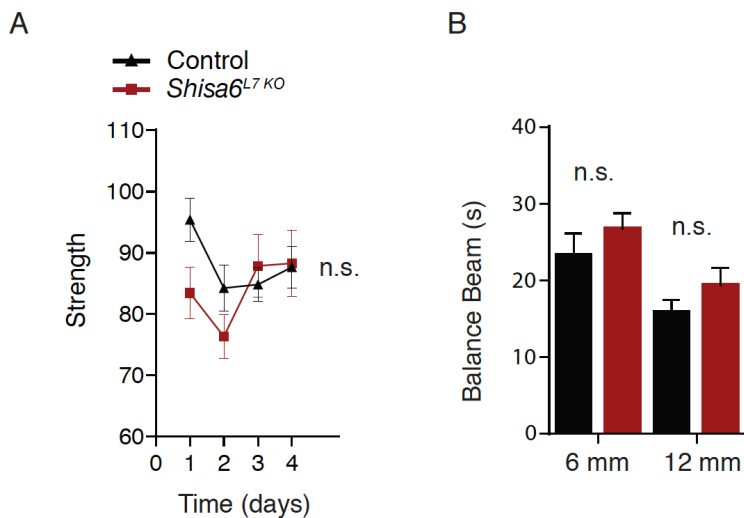 A
Control
Shisa6L7 KO
110
100
90
80
70
60
Strength
n.s.
0 1 2 3 4
Time (days)
B
40
30
20
10
0
Balance Beam (s)
n.s.
n.s.
6 mm 12 mm